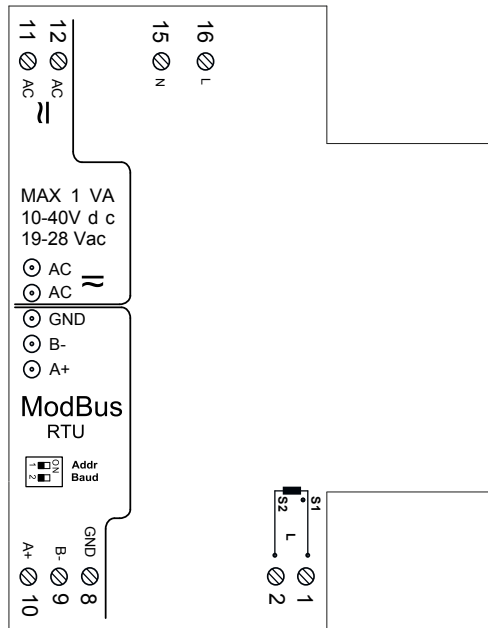 11 12 15 16
AC AC N L
MAX 1 VA
10-40V d c
19-28 Vac
AC
AC
GND
B-
A+
ModBus
RTU
ON
1
2
Addr
Baud
S2 S1
L
A+ B- GND
10 9 8
2 1